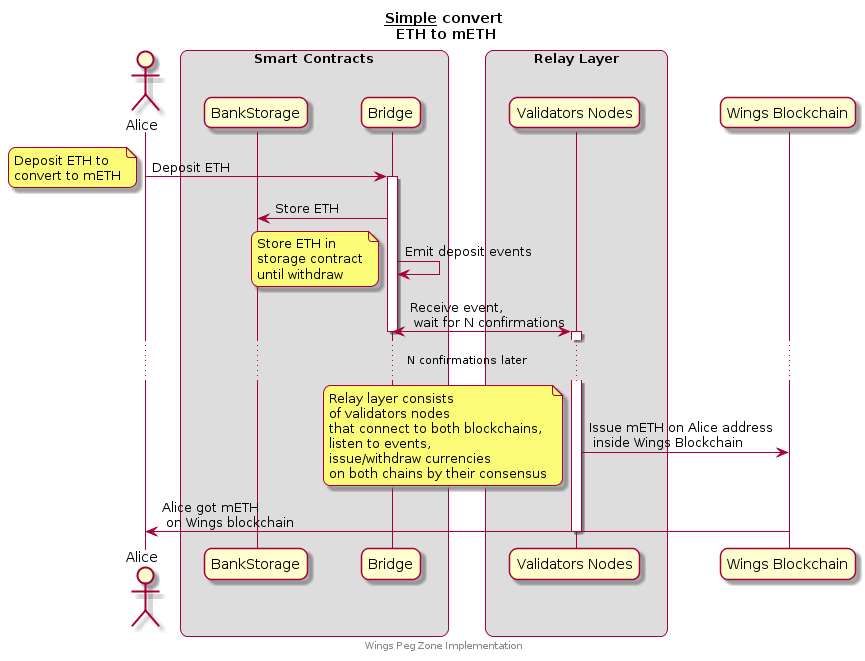 Simple convert
ETH to mETH
Smart Contracts
Relay Layer
Alice
BankStorage
Bridge
Validators Nodes
Wings Blockchain
Deposit ETH to
convert to mETH
Deposit ETH
Store ETH
Store ETH in
storage contract
until withdraw
Emit deposit events
Receive event,
wait for N confirmations
N confirmations later
Relay layer consists
of validators nodes
that connect to both blockchains,
listen to events,
issue/withdraw currencies
on both chains by their consensus
Issue mETH on Alice address
inside Wings Blockchain
Alice got mETH
on Wings blockchain
Alice
BankStorage
Bridge
Validators Nodes
Wings Blockchain
Wings Peg Zone Implementation